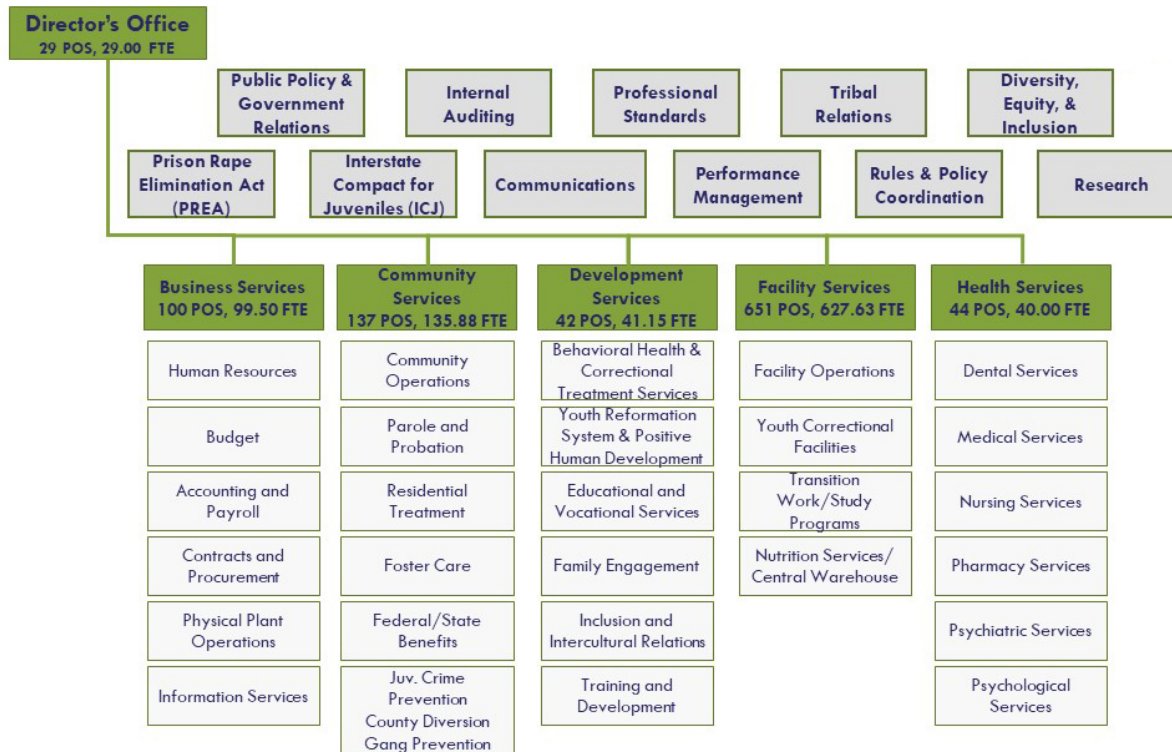 Director's Office
29 POS, 29.00 FTE
Public Policy &
Government
Relations
Internal
Auditing
Professional
Standards
Tribal
Relations
Diversity,
Equity, &
Inclusion
Prison Rape
Elimination Act
(PREA)
Interstate
Compact for
Juveniles (ICJ)
Communications
Performance
Management
Rules & Policy
Coordination
Research
Business Services
100 POS, 99.50 FTE
Human Resources
Budget
Accounting and
Payroll
Contracts and
Procurement
Physical Plant
Operations
Information Services
Community
Services
137 POS, 135.88 FTE
Community
Operations
Parole and
Probation
Residential
Treatment
Foster Care
Federal/State
Benefits
Juv. Crime
Prevention
County Diversion
Gang Prevention
Development
Services
42 POS, 41.15 FTE
Behavioral Health &
Correctional
Treatment Services
Youth Reformation
System & Positive
Human Development
Educational and
Vocational Services
Family Engagement
Inclusion and
Intercultural Relations
Training and
Development
Facility Services
651 POS, 627.63 FTE
Facility Operations
Youth Correctional
Facilities
Transition
Work/Study
Programs
Nutrition Services/
Central Warehouse
Health Services
44 POS, 40.00 FTE
Dental Services
Medical Services
Nursing Services
Pharmacy Services
Psychiatric Services
Psychological
Services